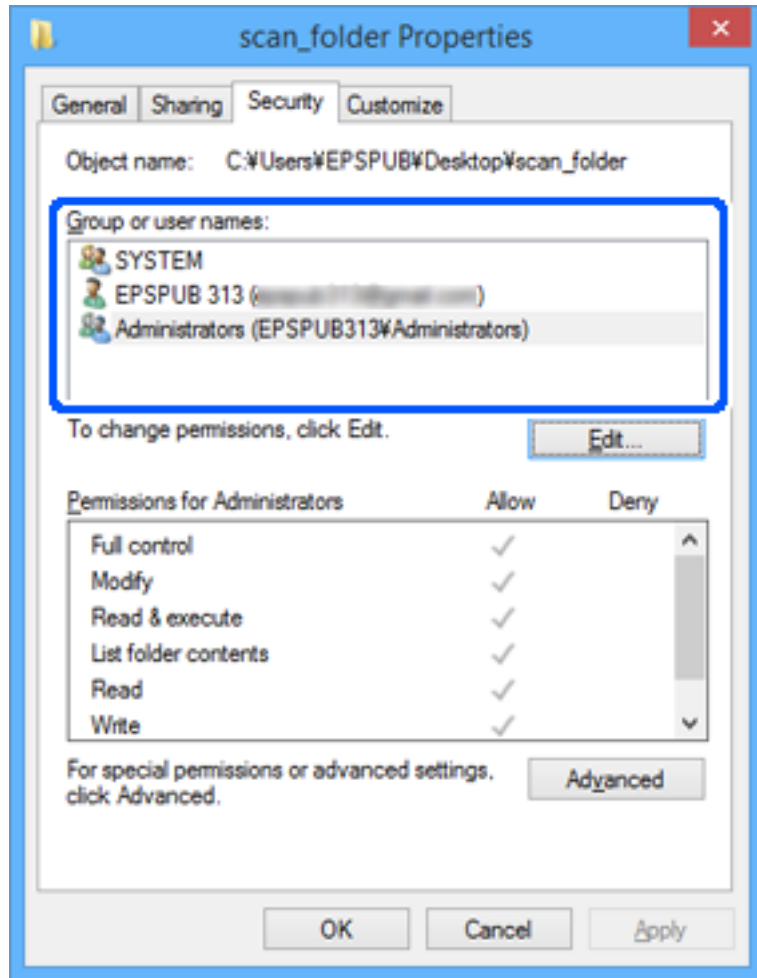 scan_folder Properties
General Sharing Security Customize
Object name: C:¥Users¥EPSPUB¥Desktop¥scan_folder
Group or user names:
SYSTEM
EPSPUB 313 ( )
Administrators (EPSPUB313¥Administrators)
To change permissions, click Edit.
Edit...
Permissions for Administrators Allow Deny
Full control
Modify
Read & execute
List folder contents
Read
Write
For special permissions or advanced settings,
click Advanced.
Advanced
OK Cancel Apply